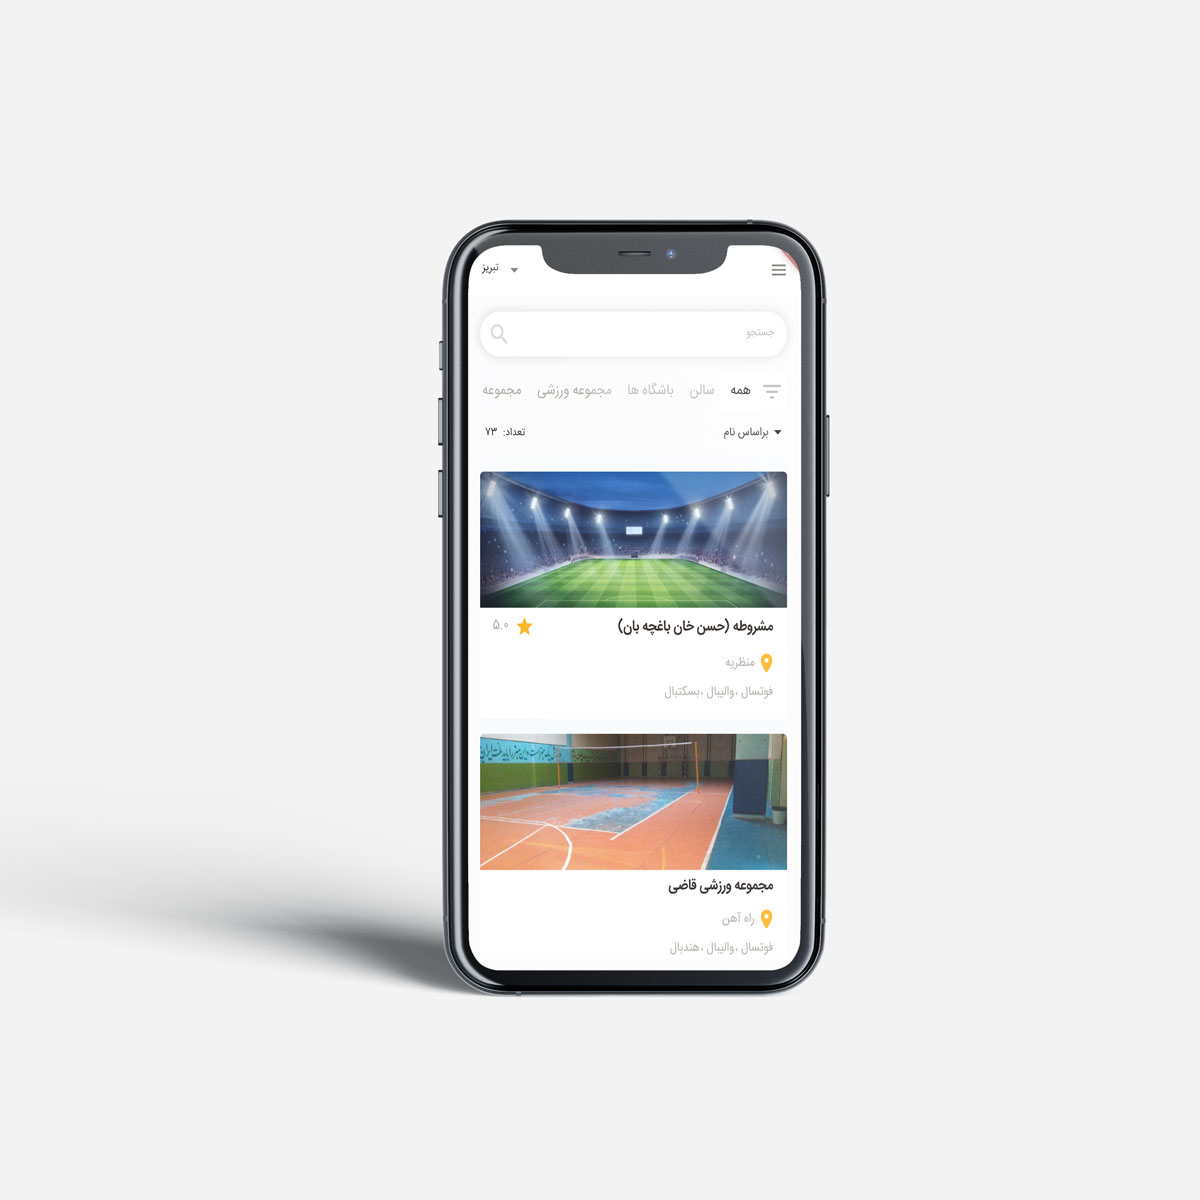 تبریز
جستجو
همه سالن باشگاه ها مجموعه ورزشی مجموعه
براساس نام تعداد: ۷۳
مشروطه (حسن خان باغچه بان) ۵.۰
منظریه
فوتسال ،والیبال ،بسکتبال
مجموعه ورزشی قاضی
راه آهن
فوتسال ،والیبال ،هندبال